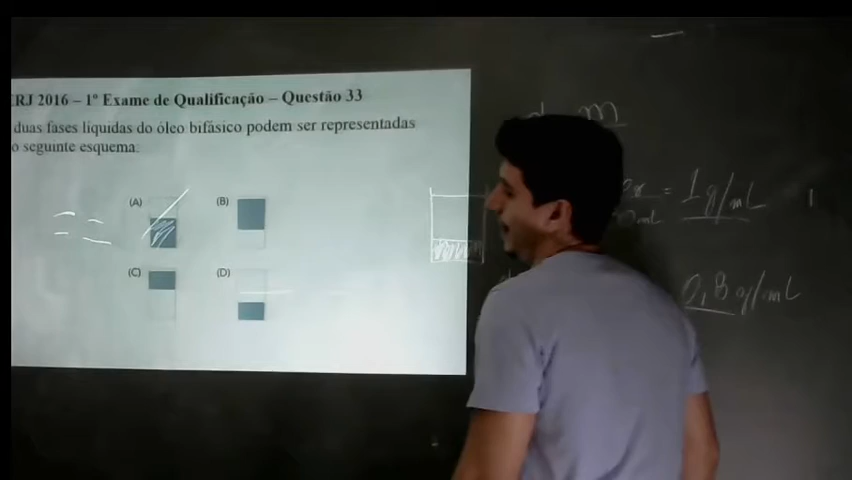 RJ 2016 – 1º Exame de Qualificação – Questão 33
duas fases líquidas do óleo bifásico podem ser representadas
o seguinte esquema:
(A) (B)
(C) (D)
d m
= 1 g/mL
0,8 g/mL